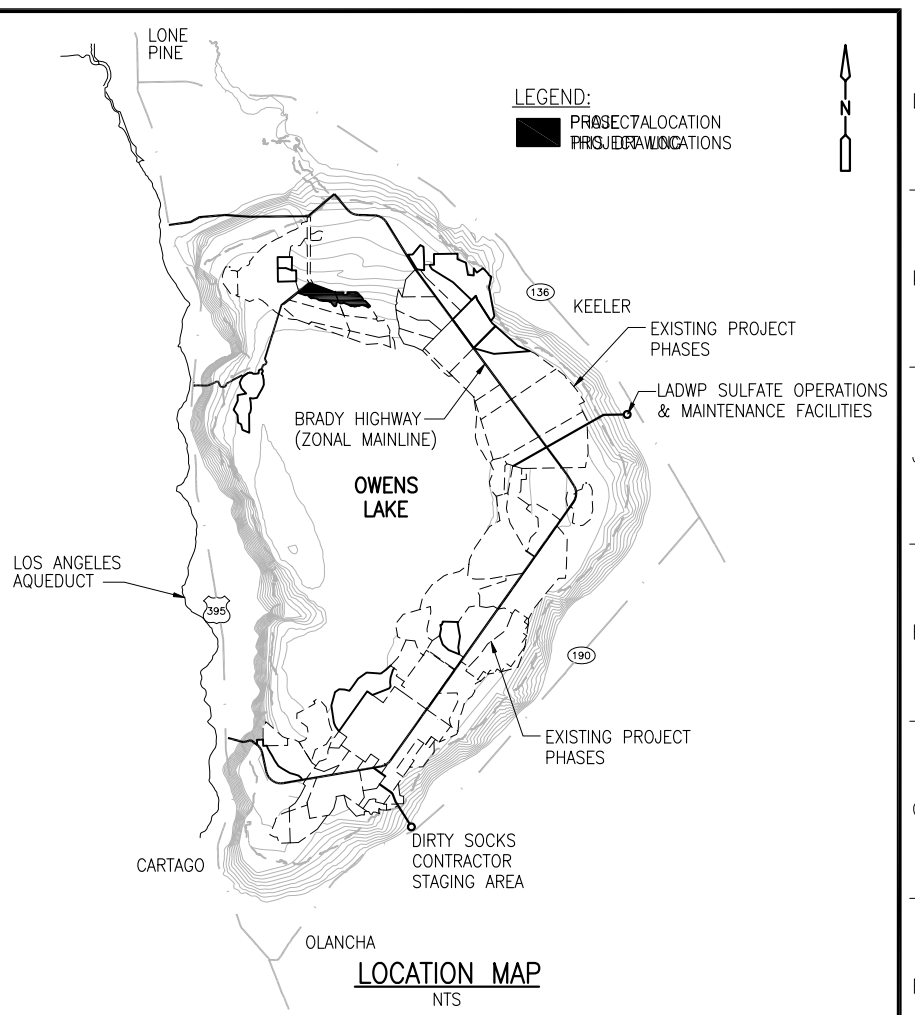 LONE
PINE
LEGEND:
N
136
KEELER
EXISTING PROJECT
PHASES
LADWP SULFATE OPERATIONS
& MAINTENANCE FACILITIES
BRADY HIGHWAY
(ZONAL MAINLINE)
OWENS
LAKE
LOS ANGELES
AQUEDUCT
395
190
EXISTING PROJECT
PHASES
DIRTY SOCKS
CONTRACTOR
STAGING AREA
CARTAGO
OLANCHA
LOCATION MAP
NTS